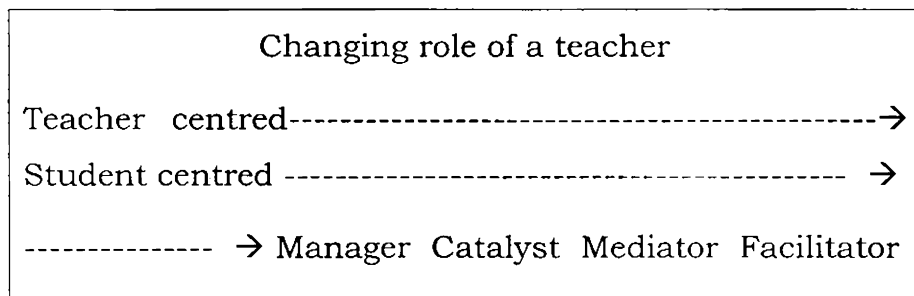 Changing role of a teacher
Teacher centred--------------------------------------------→
Student centred ------------------------------------------ →
-------------- → Manager Catalyst Mediator Facilitator